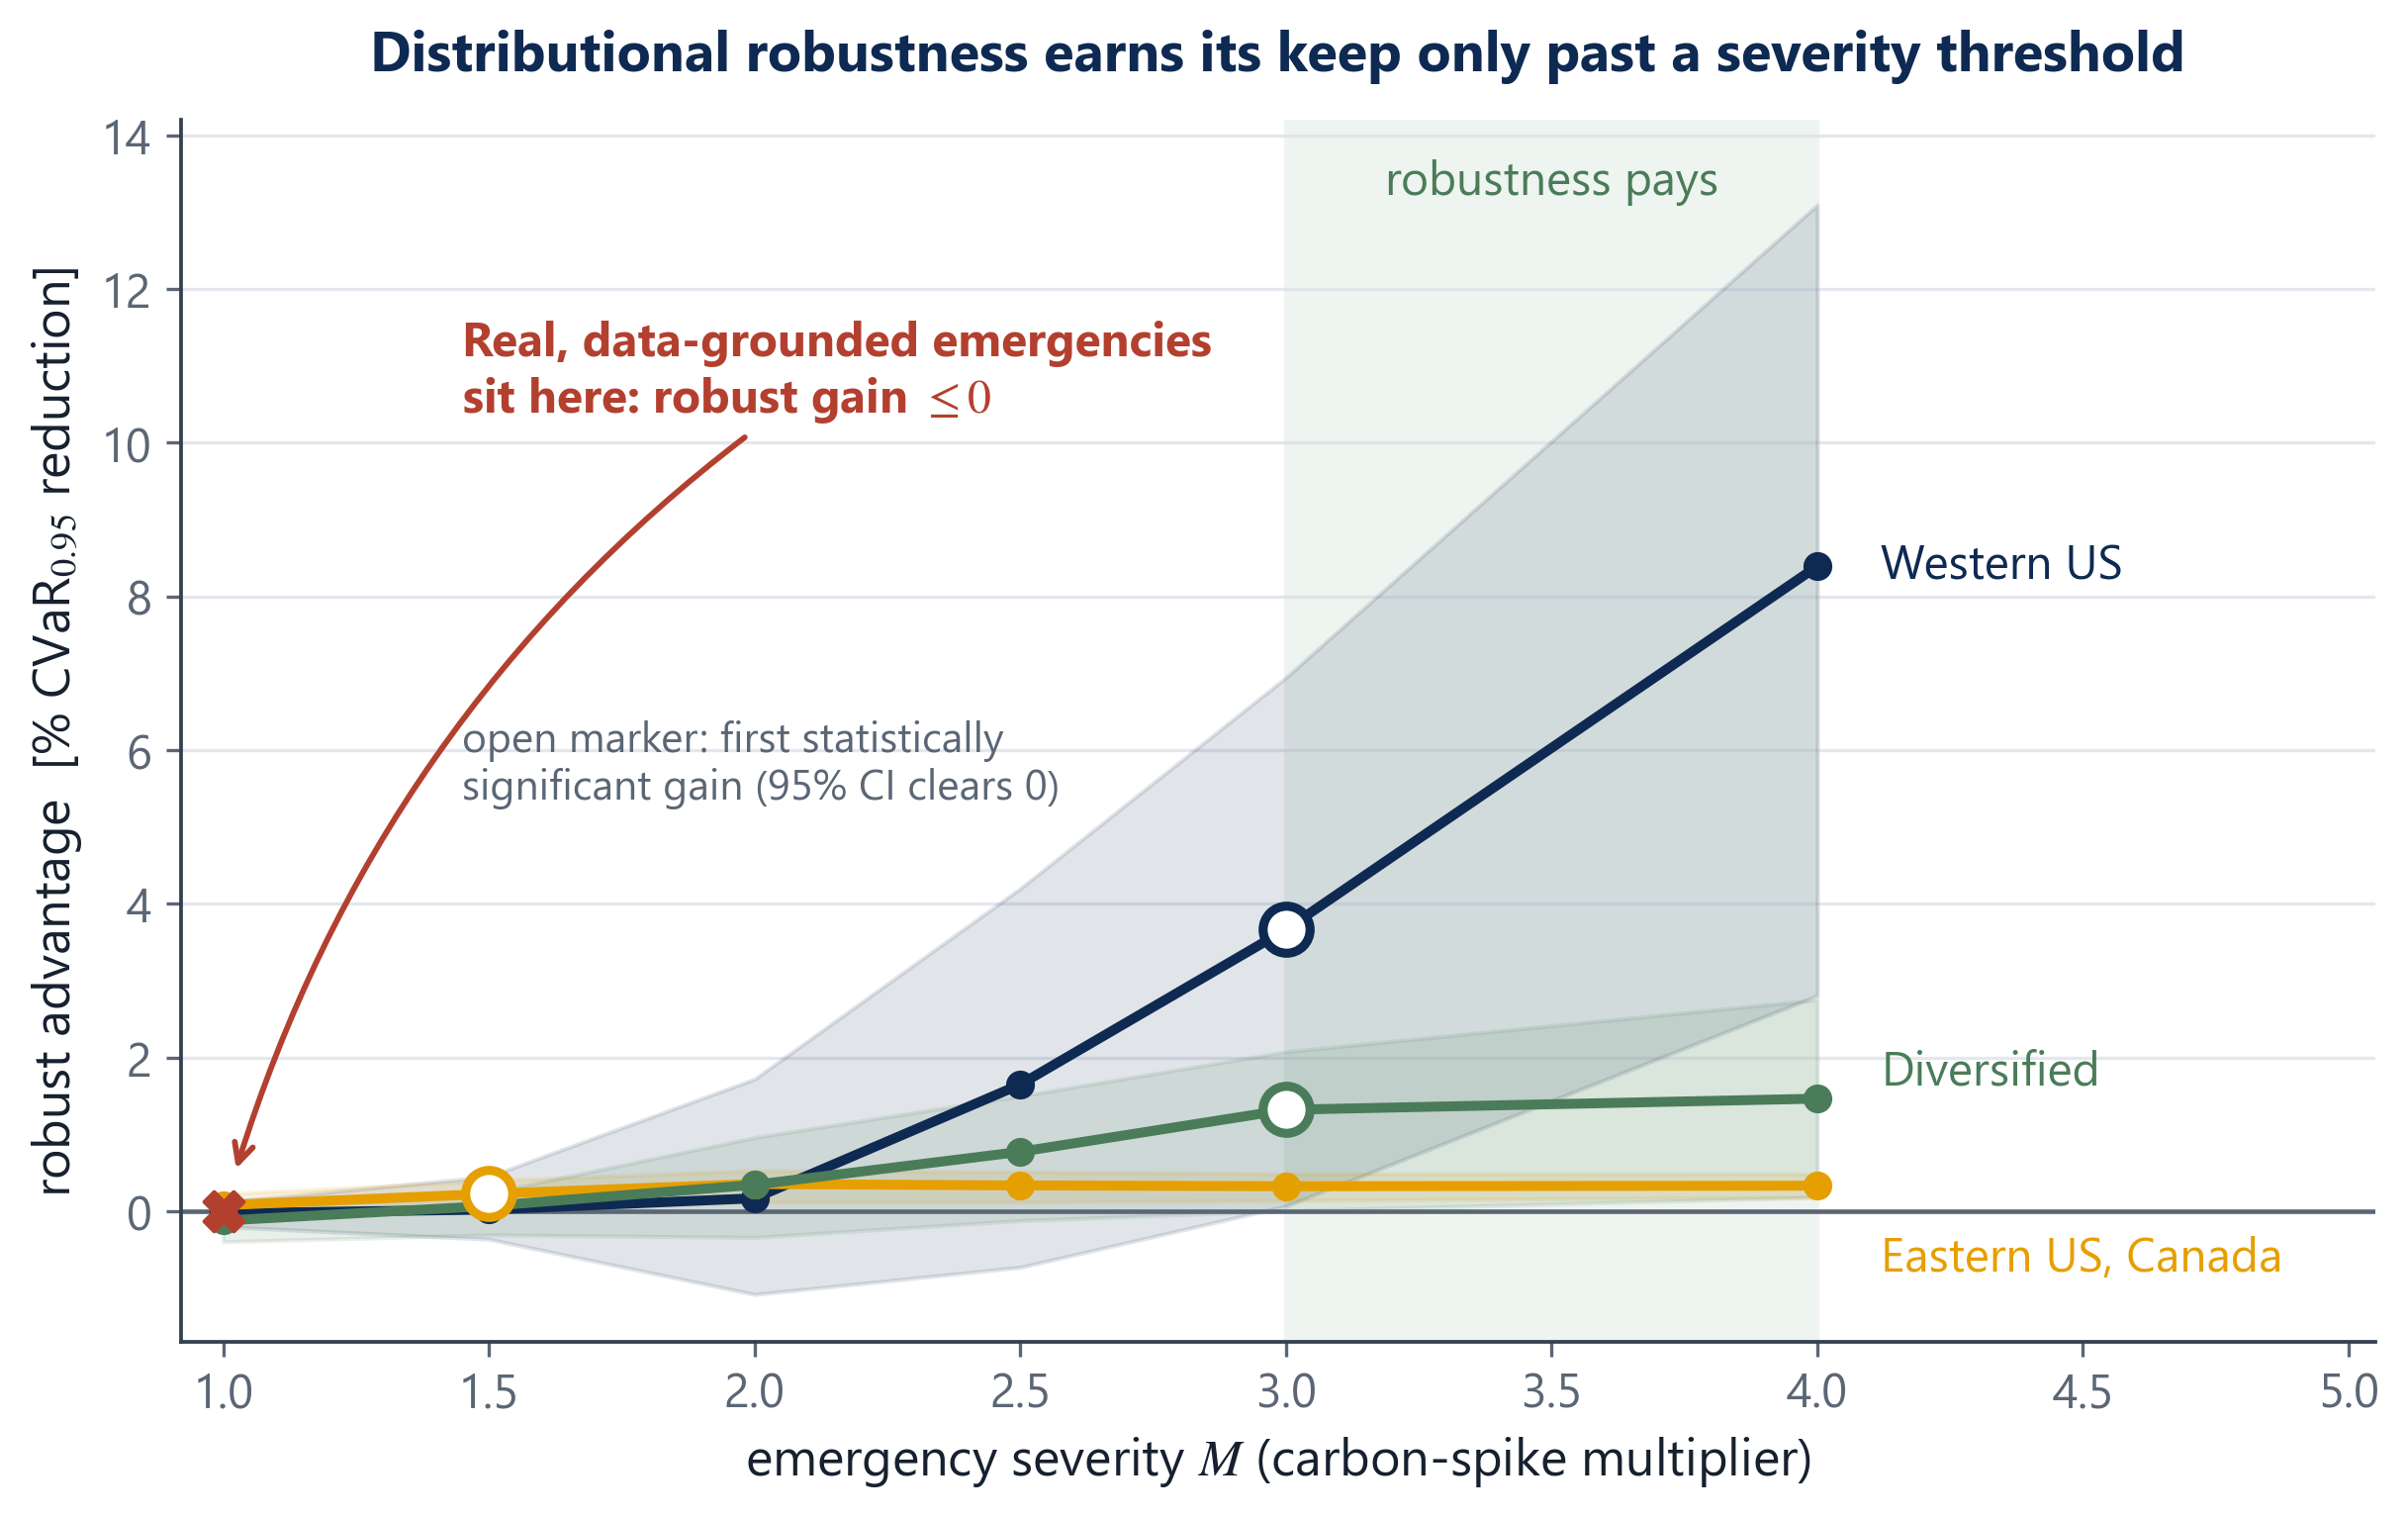 Distributional robustness earns its keep only past a severity threshold
robust advantage [% CVaR0.95 reduction]
14
12
10
8
6
4
2
0
robustness pays
Real, data-grounded emergencies
sit here: robust gain ≤0
open marker: first statistically
significant gain (95% CI clears 0)
Western US
Diversified
Eastern US, Canada
1.0 1.5 2.0 2.5 3.0 3.5 4.0 4.5 5.0
emergency severity M (carbon-spike multiplier)